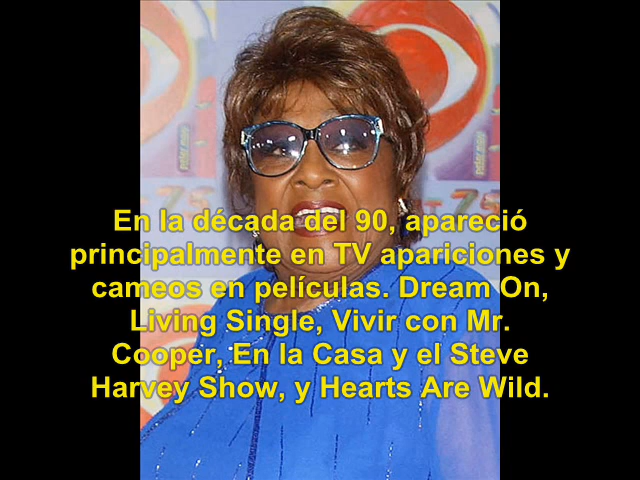 En la década del 90, apareció
principalmente en TV apariciones y
cameos en películas. Dream On,
Living Single, Vivir con Mr.
Cooper, En la Casa y el Steve
Harvey Show, y Hearts Are Wild.